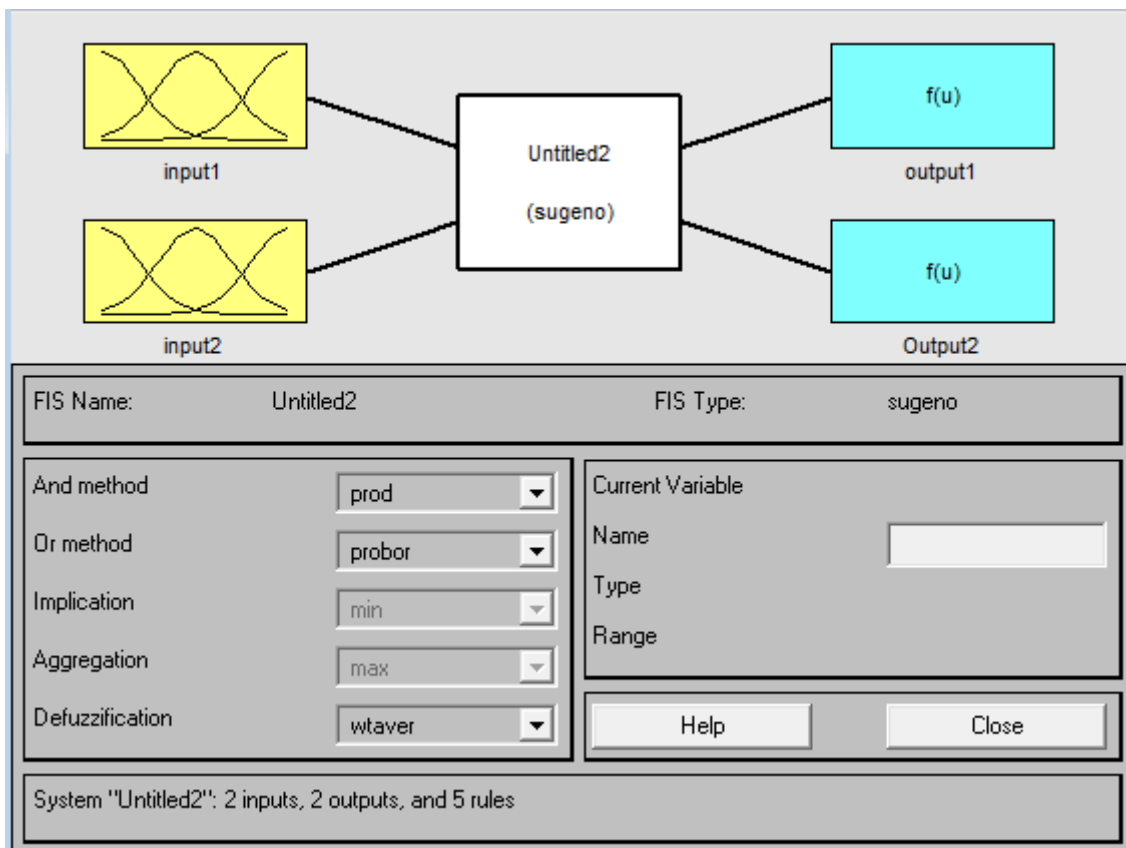 f(u)
Untitled2
input1
output1
(sugeno)
f(u)
input2
Output2
FIS Name: Untitled2 FIS Type: sugeno
And method prod
Or method probor
Implication min
Aggregation max
Defuzzification wtaver
Current Variable
Name
Type
Range
Help Close
System "Untitled2": 2 inputs, 2 outputs, and 5 rules